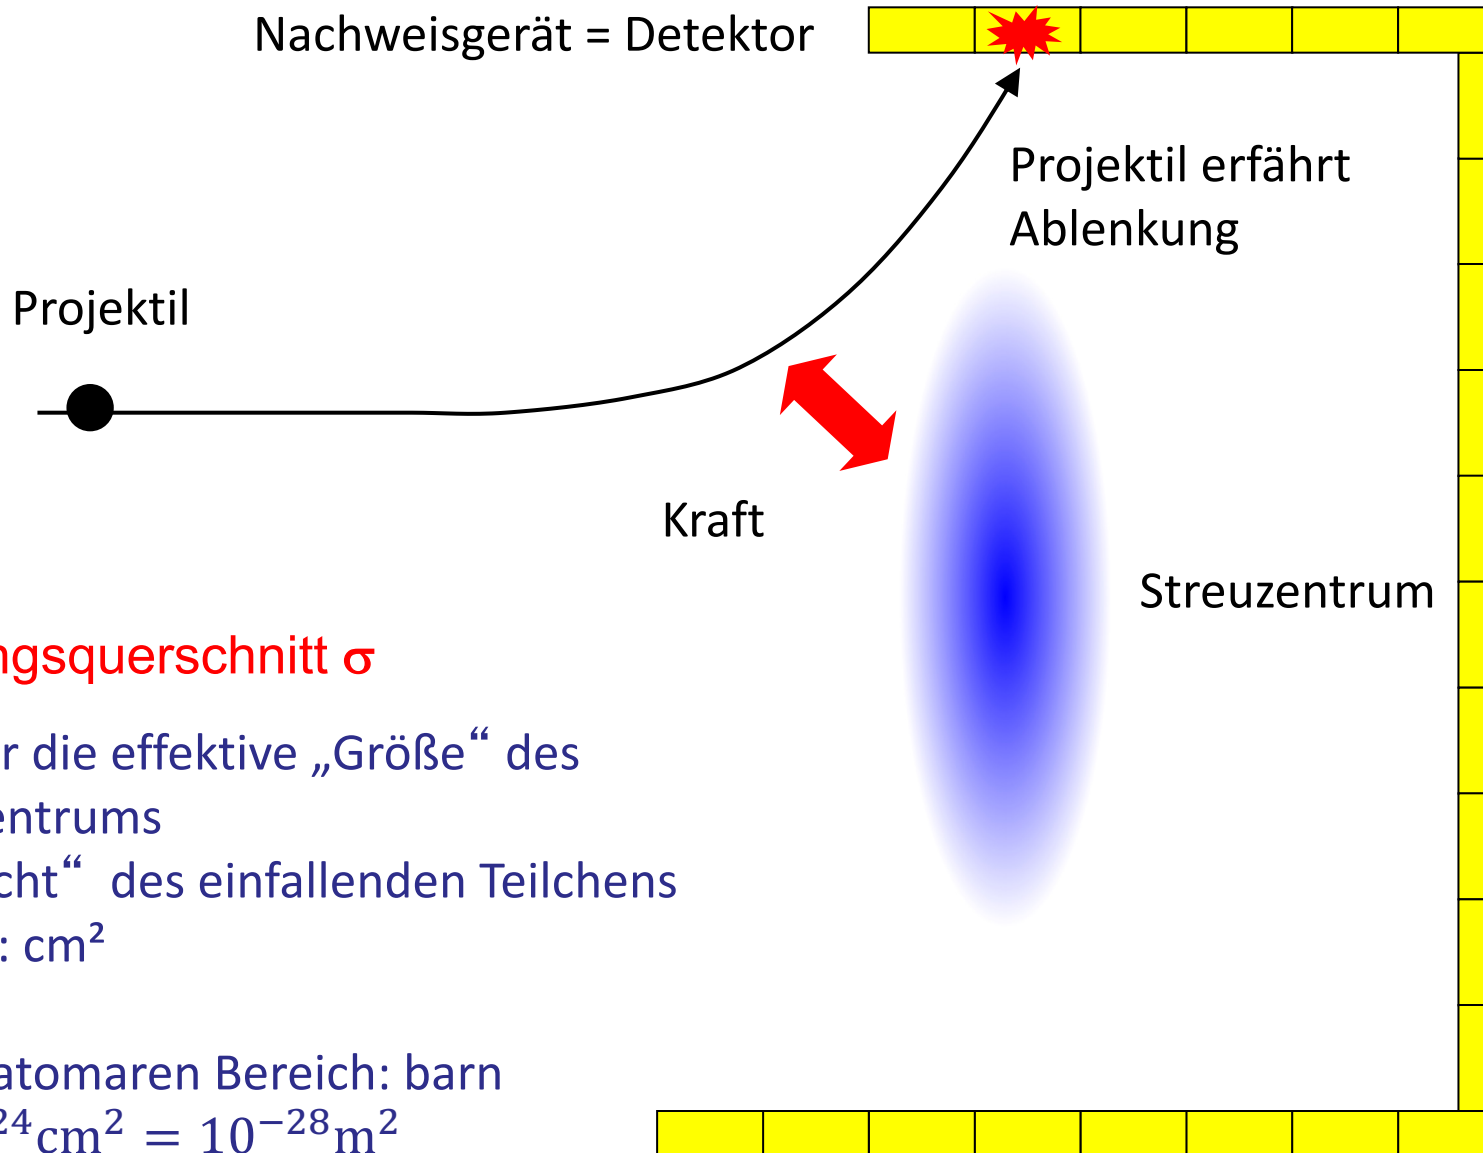 Nachweisgerät = Detektor
Projektil erfährt
Ablenkung
Projektil
Kraft
Streuzentrum
ngsquerschnitt σ
r die effektive „Größe“ des
entrums
cht“ des einfallenden Teilchens
: cm²
atomaren Bereich: barn
²⁴cm² = 10⁻²⁸m²